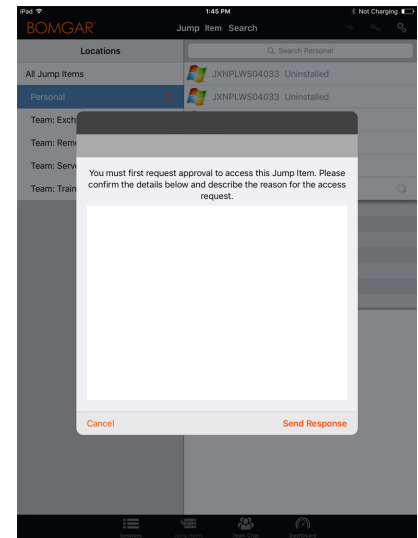 iPad
1:45 PM
Not Charging
BOMGAR
Jump Item Search
Locations
Search Personal
All Jump Items
JXNPLWS04033 Uninstalled
Personal
JXNPLWS04033 Uninstalled
Team: Exch
Team: Rem
Team: Serv
Team: Train
You must first request approval to access this Jump Item. Please
confirm the details below and describe the reason for the access
request.
Cancel
Send Response
Sessions
Jump Items
Team Chat
Dashboard